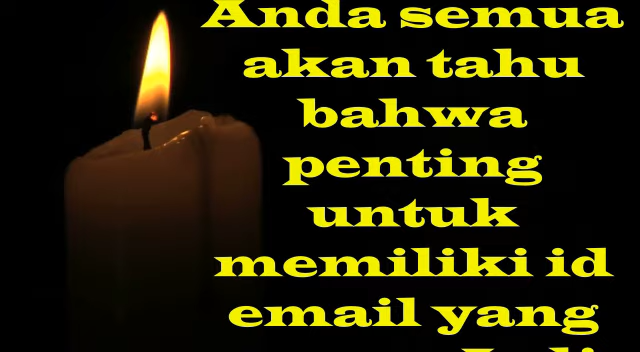 Anda semua
akan tahu
bahwa
penting
untuk
memiliki id
email yang